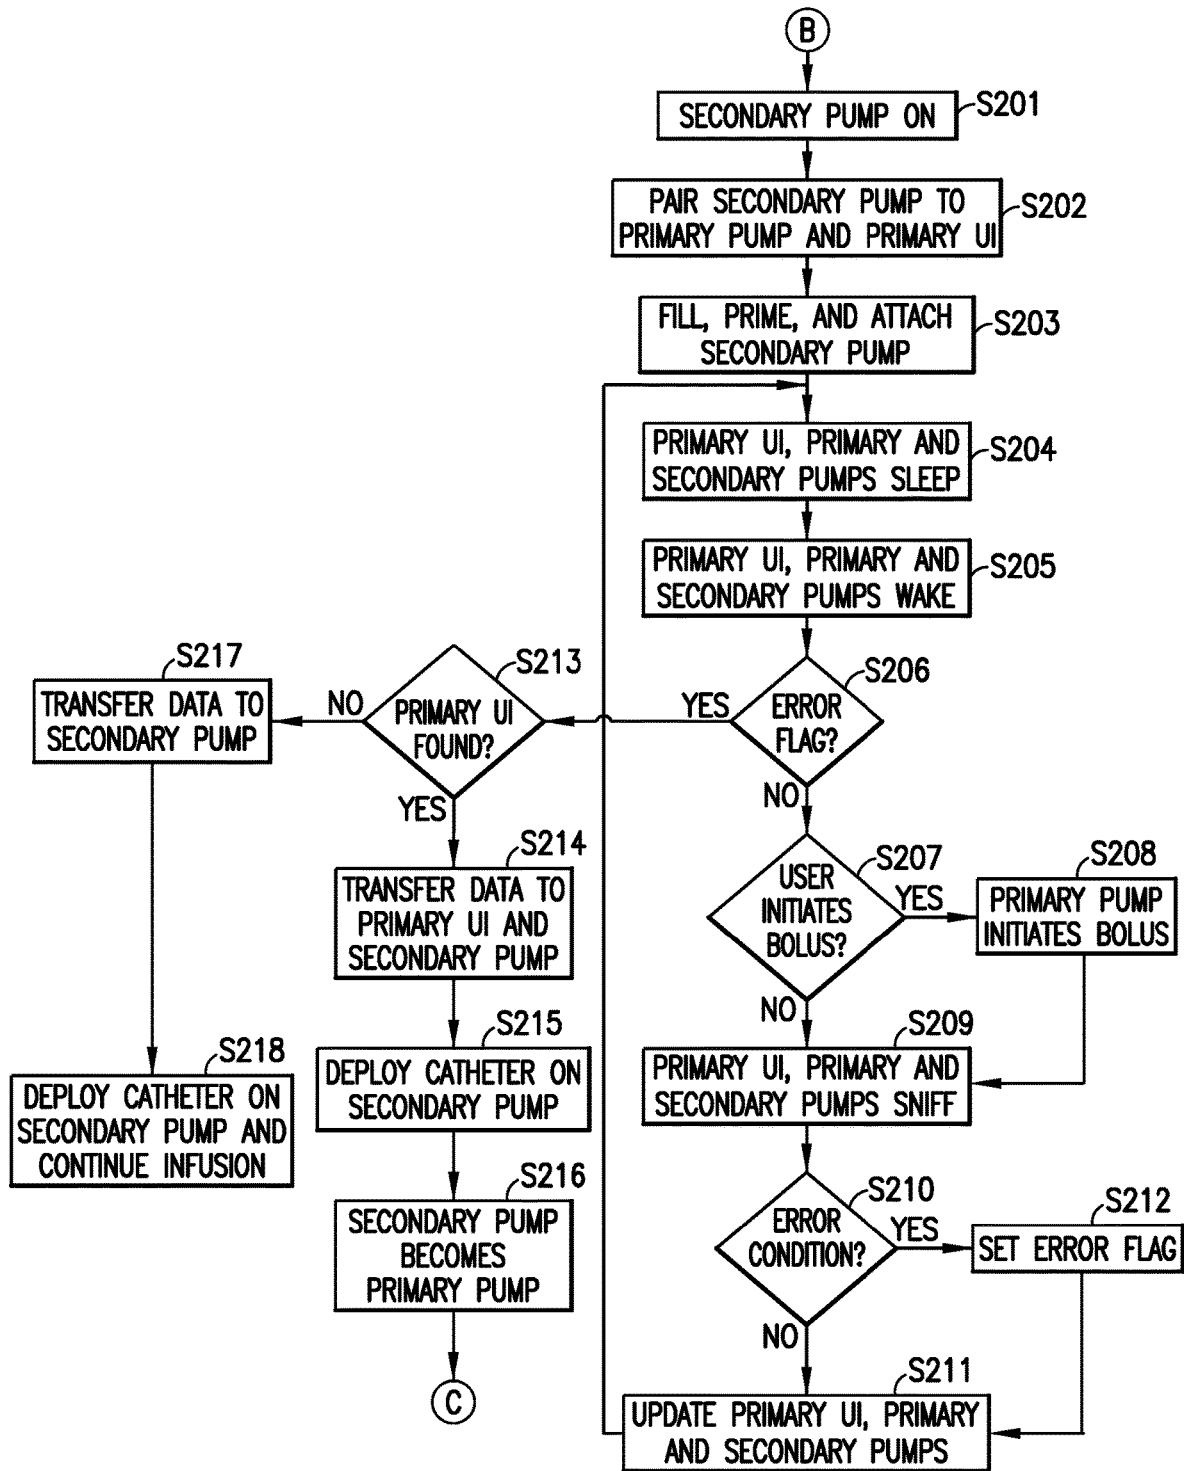 B
SECONDARY PUMP ON
S201
PAIR SECONDARY PUMP TO
PRIMARY PUMP AND PRIMARY UI
S202
FILL, PRIME, AND ATTACH
SECONDARY PUMP
S203
PRIMARY UI, PRIMARY AND
SECONDARY PUMPS SLEEP
S204
PRIMARY UI, PRIMARY AND
SECONDARY PUMPS WAKE
S205
ERROR
FLAG?
S206
YES
NO
PRIMARY UI
FOUND?
S213
NO
YES
TRANSFER DATA TO
SECONDARY PUMP
S217
DEPLOY CATHETER ON
SECONDARY PUMP AND
CONTINUE INFUSION
S218
TRANSFER DATA TO
PRIMARY UI AND
SECONDARY PUMP
S214
DEPLOY CATHETER ON
SECONDARY PUMP
S215
SECONDARY PUMP
BECOMES
PRIMARY PUMP
S216
C
USER
INITIATES
BOLUS?
S207
YES
NO
PRIMARY PUMP
INITIATES BOLUS
S208
PRIMARY UI, PRIMARY AND
SECONDARY PUMPS SNIFF
S209
ERROR
CONDITION?
S210
YES
NO
SET ERROR FLAG
S212
UPDATE PRIMARY UI, PRIMARY
AND SECONDARY PUMPS
S211